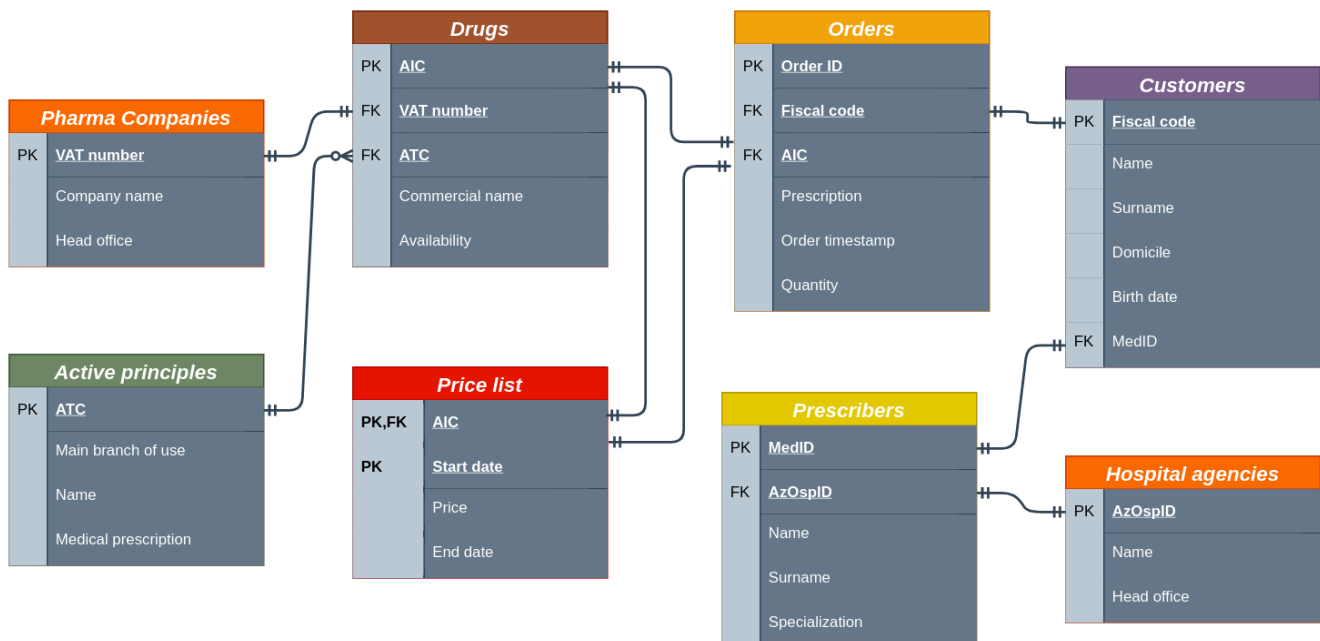 Drugs
PK AIC
FK VAT number
FK ATC
Commercial name
Availability
Orders
PK Order ID
FK Fiscal code
FK AIC
Prescription
Order timestamp
Quantity
Customers
PK Fiscal code
Name
Surname
Domicile
Birth date
FK MedID
Pharma Companies
PK VAT number
Company name
Head office
Active principles
PK ATC
Main branch of use
Name
Medical prescription
Price list
PK,FK AIC
PK Start date
Price
End date
Prescribers
PK MedID
FK AzOspID
Name
Surname
Specialization
Hospital agencies
PK AzOspID
Name
Head office